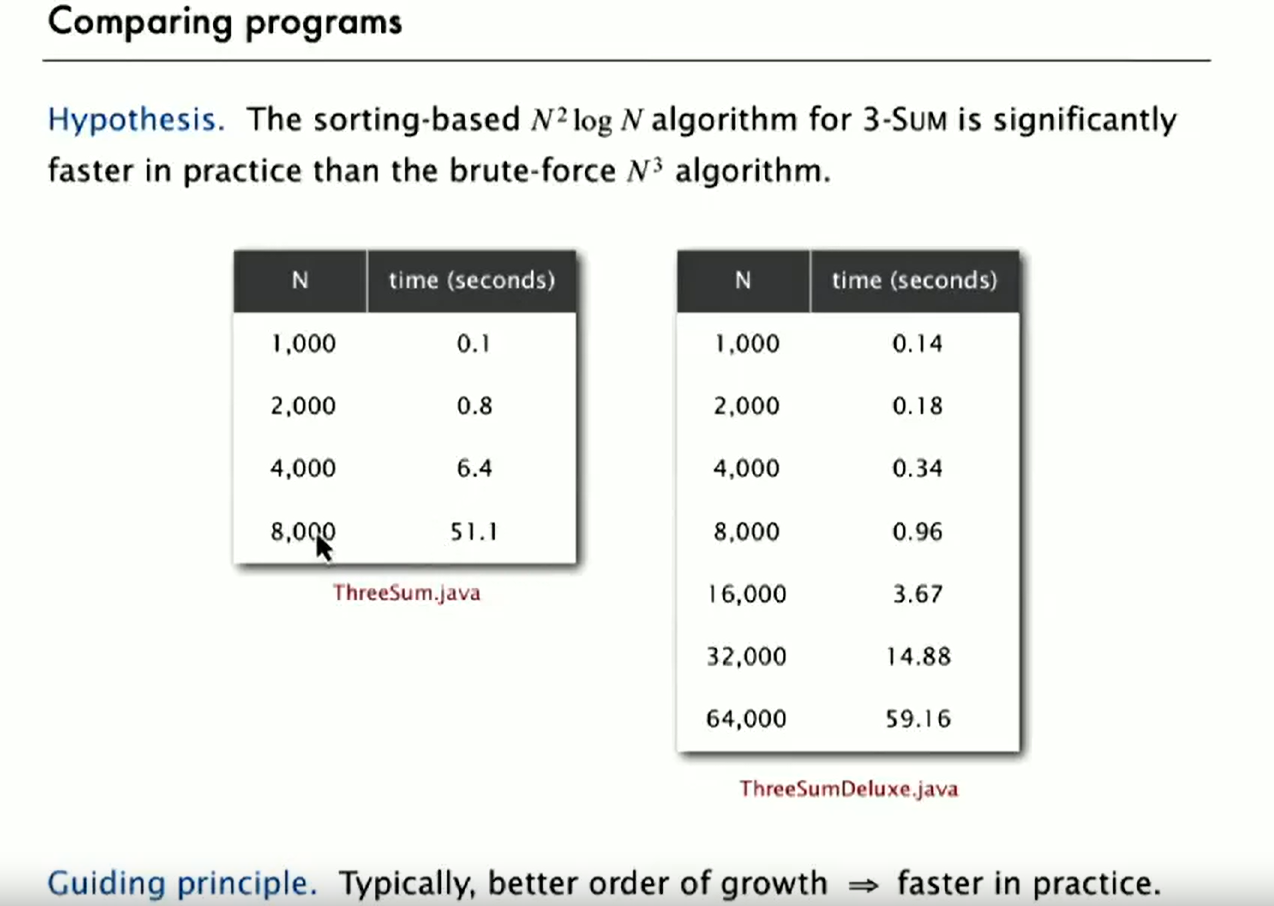 Comparing programs
Hypothesis. The sorting-based N² log N algorithm for 3-SUM is significantly
faster in practice than the brute-force N³ algorithm.
N time (seconds)
1,000 0.1
2,000 0.8
4,000 6.4
8,000 51.1
ThreeSum.java
N time (seconds)
1,000 0.14
2,000 0.18
4,000 0.34
8,000 0.96
16,000 3.67
32,000 14.88
64,000 59.16
ThreeSumDeluxe.java
Guiding principle. Typically, better order of growth ⇒ faster in practice.